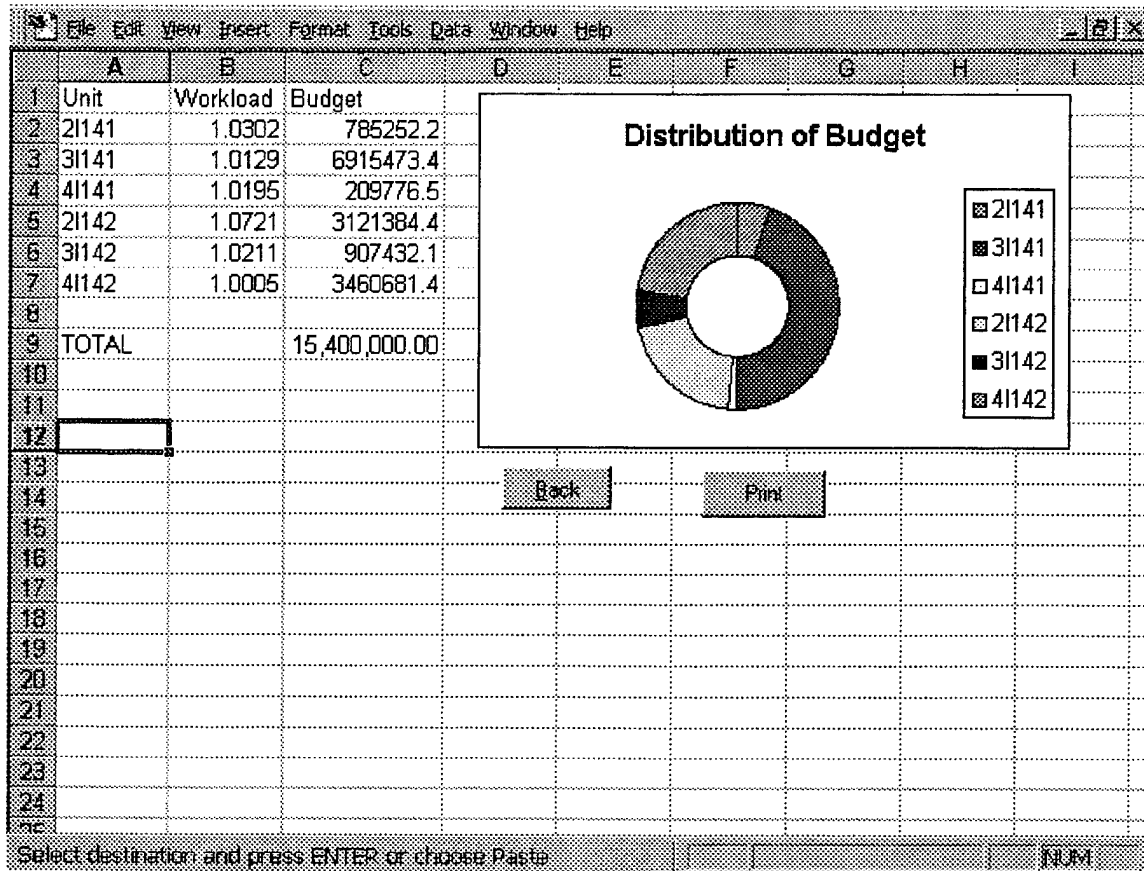 File Edit View Insert Format Tools Data Window Help
A B C D E F G H I
1 Unit Workload Budget
2 2I141 1.0302 785252.2
3 3I141 1.0129 6915473.4
4 4I141 1.0195 209776.5
5 2I142 1.0721 3121384.4
6 3I142 1.0211 907432.1
7 4I142 1.0005 3460681.4
8
9 TOTAL 15,400,000.00
10
11
12
13
14
15
16
17
18
19
20
21
22
23
24
25
Distribution of Budget
2I141
3I141
4I141
2I142
3I142
4I142
Back Print
Select destination and press ENTER or choose Paste NUM